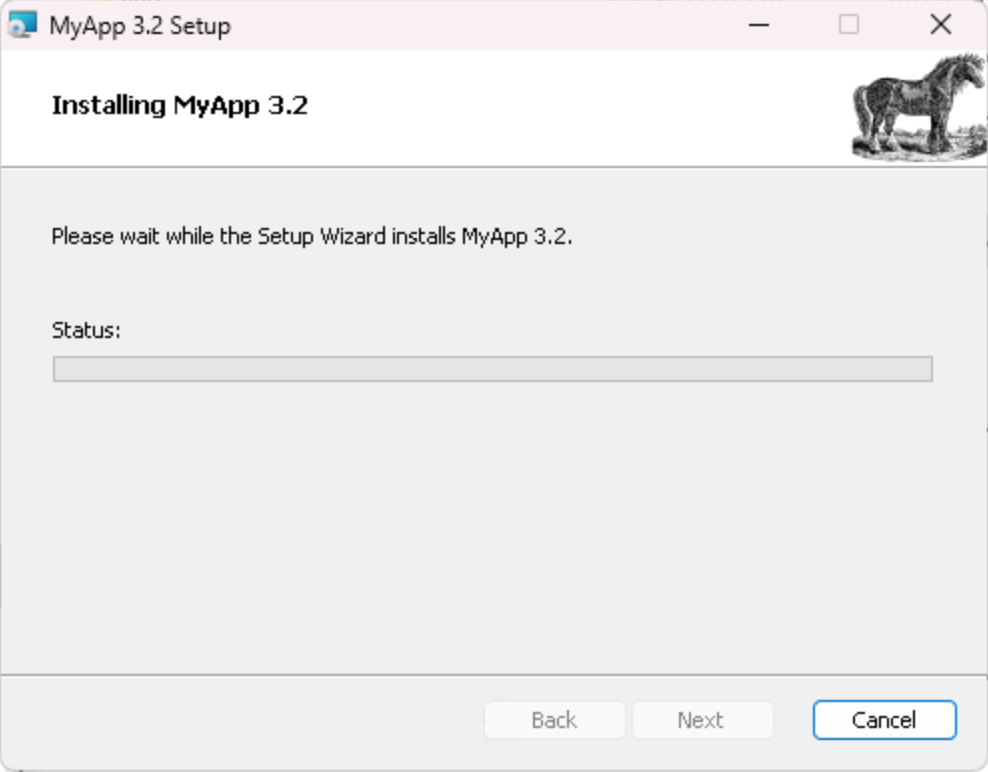 MyApp 3.2 Setup
Installing MyApp 3.2
Please wait while the Setup Wizard installs MyApp 3.2.
Status:
Back
Next
Cancel